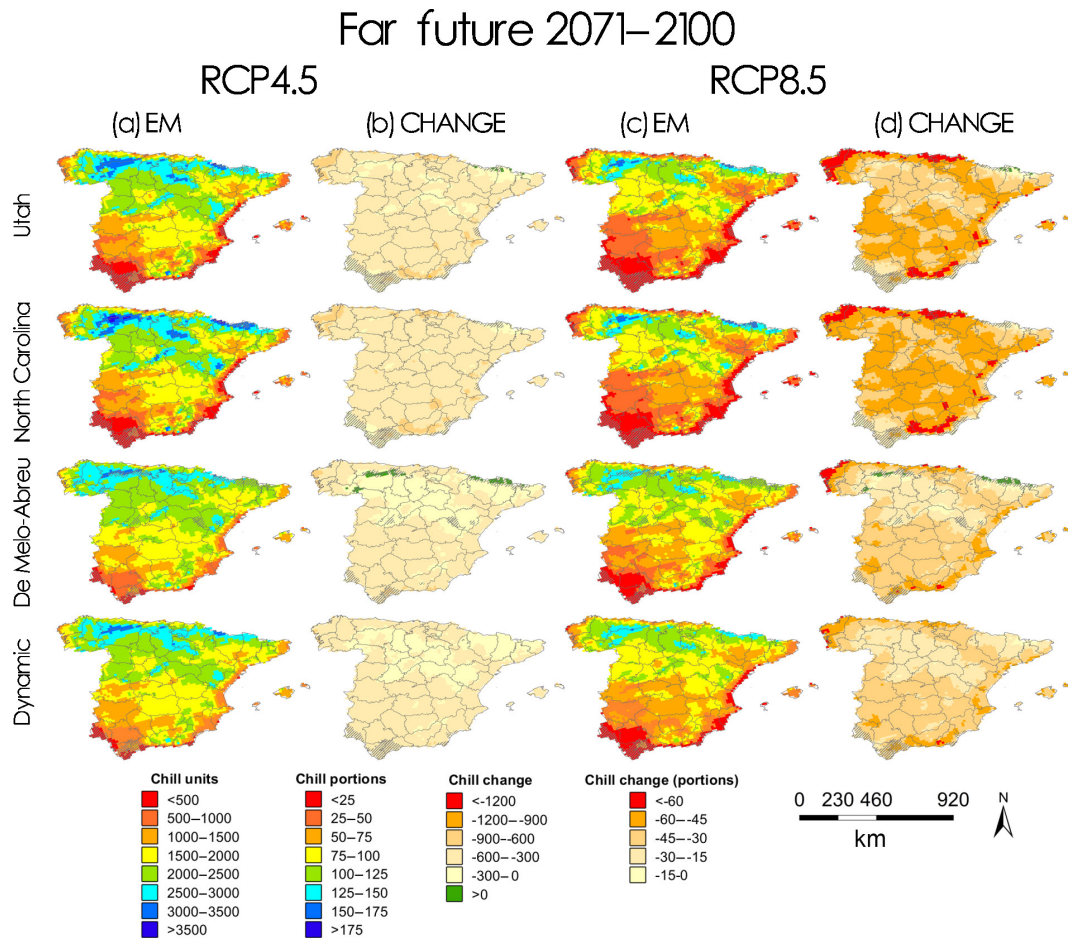 Far future 2071–2100
RCP4.5
RCP8.5
(a) EM
(b) CHANGE
(c) EM
(d) CHANGE
Utah
North Carolina
De Melo-Abreu
Dynamic
Chill units
<500
500–1000
1000–1500
1500–2000
2000–2500
2500–3000
3000–3500
>3500
Chill portions
<25
25–50
50–75
75–100
100–125
125–150
150–175
>175
Chill change
<-1200
-1200–-900
-900–-600
-600–-300
-300–0
>0
Chill change (portions)
<-60
-60–-45
-45–-30
-30–-15
-15-0
0 230 460 920
km
N